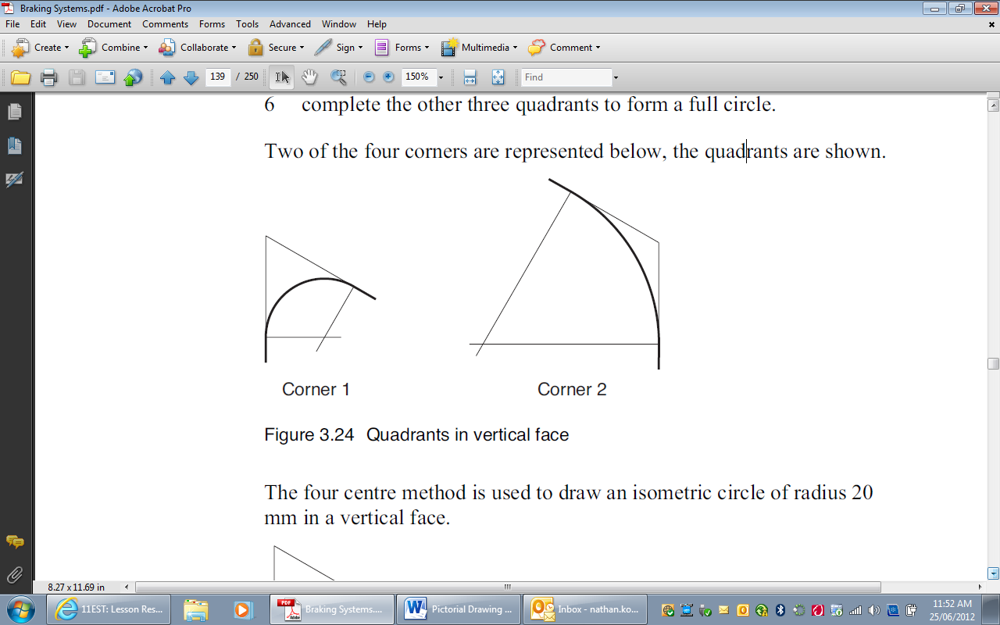 Braking Systems.pdf - Adobe Acrobat Pro
File Edit View Document Comments Forms Tools Advanced Window Help
Create Combine Collaborate Secure Sign Forms Multimedia Comment
139 / 250 150% Find
6 complete the other three quadrants to form a full circle.
Two of the four corners are represented below, the quadrants are shown.
Corner 1 Corner 2
Figure 3.24 Quadrants in vertical face
The four centre method is used to draw an isometric circle of radius 20
mm in a vertical face.
8.27 x 11.69 in
11EST: Lesson Res... PDF Adobe Braking Systems.... Pictorial Drawing ... Inbox - nathan.ko... 11:52 AM
25/06/2012